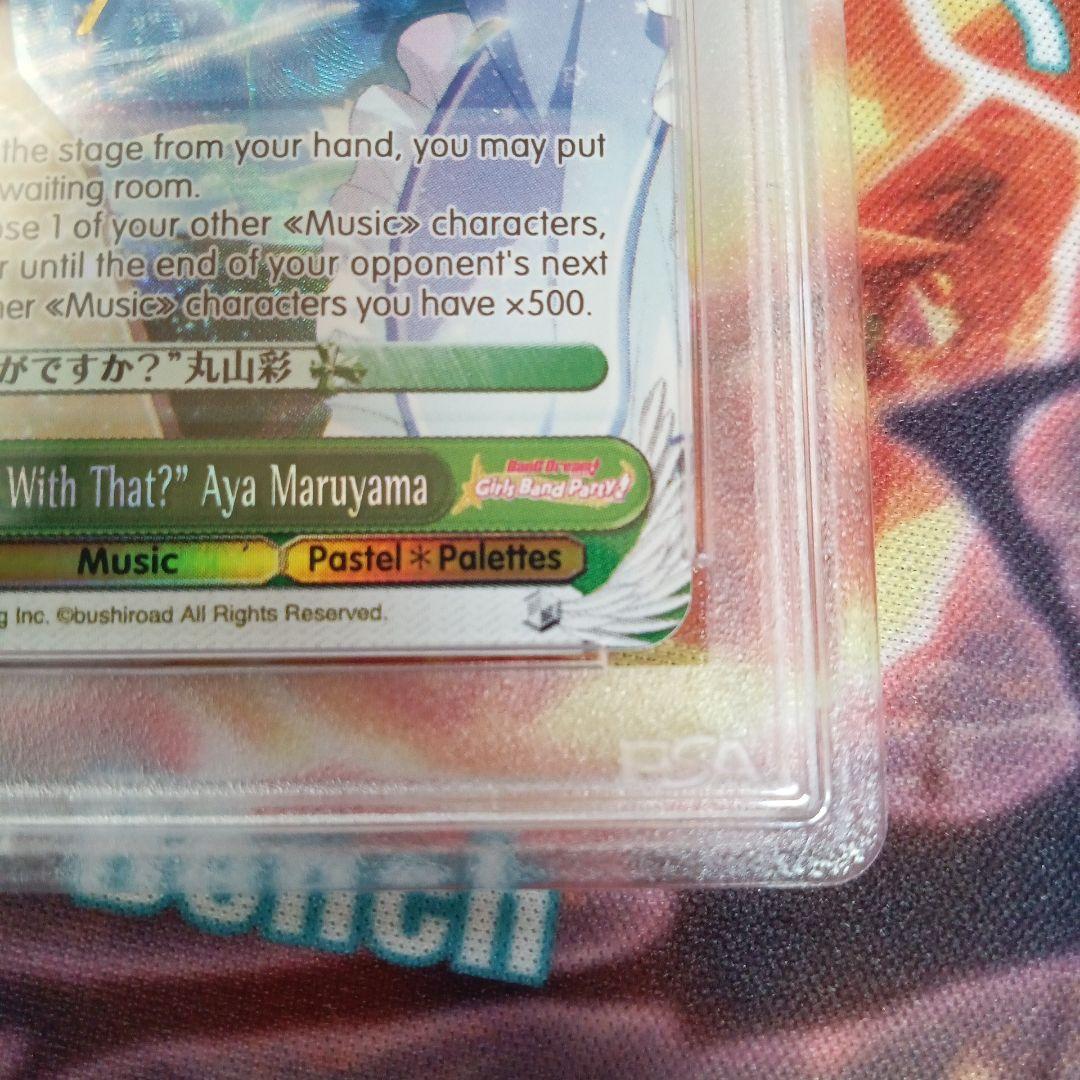 the stage from your hand, you may put
waiting room.
ose 1 of your other «Music» characters,
r until the end of your opponent's next
her «Music» characters you have ×500.
がですか？”丸山彩
With That?” Aya Maruyama
BanG Dream!
Girls Band Party!
Music
Pastel＊Palettes
g Inc. ©bushiroad All Rights Reserved.
PSA
Bench